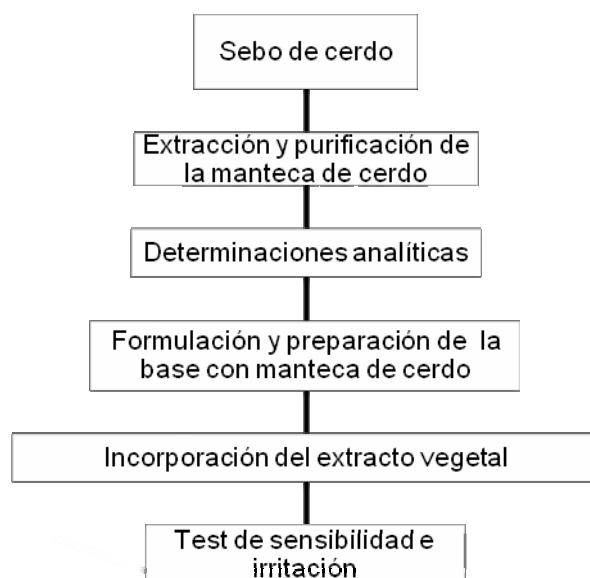 Sebo de cerdo
Extracción y purificación de
la manteca de cerdo
Determinaciones analíticas
Formulación y preparación de la
base con manteca de cerdo
Incorporación del extracto vegetal
Test de sensibilidad e
irritación